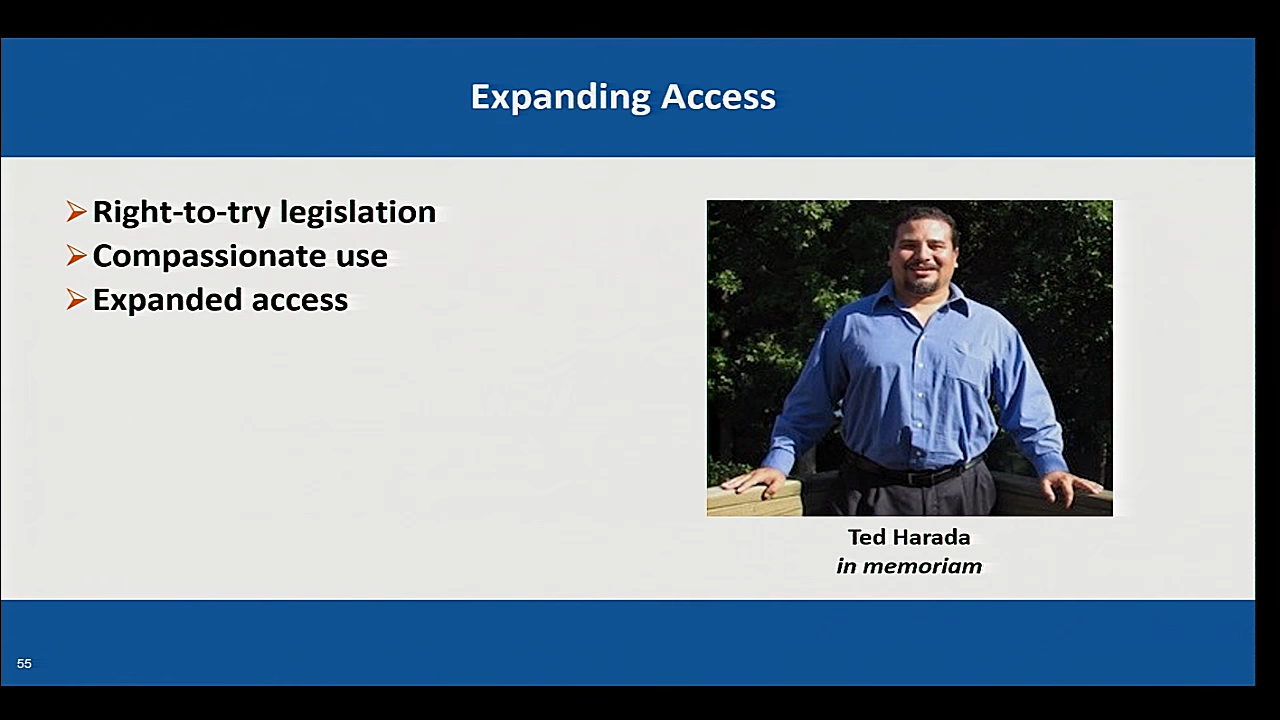 Expanding Access
➢Right-to-try legislation
➢Compassionate use
➢Expanded access
Ted Harada
in memoriam
55